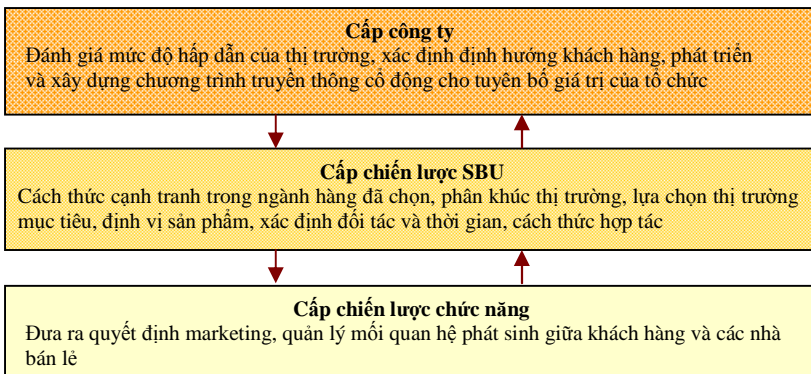 Cấp công ty
Đánh giá mức độ hấp dẫn của thị trường, xác định định hướng khách hàng, phát triển
và xây dựng chương trình truyền thông cổ động cho tuyên bố giá trị của tổ chức
Cấp chiến lược SBU
Cách thức cạnh tranh trong ngành hàng đã chọn, phân khúc thị trường, lựa chọn thị trường
mục tiêu, định vị sản phẩm, xác định đối tác và thời gian, cách thức hợp tác
Cấp chiến lược chức năng
Đưa ra quyết định marketing, quản lý mối quan hệ phát sinh giữa khách hàng và các nhà
bán lẻ